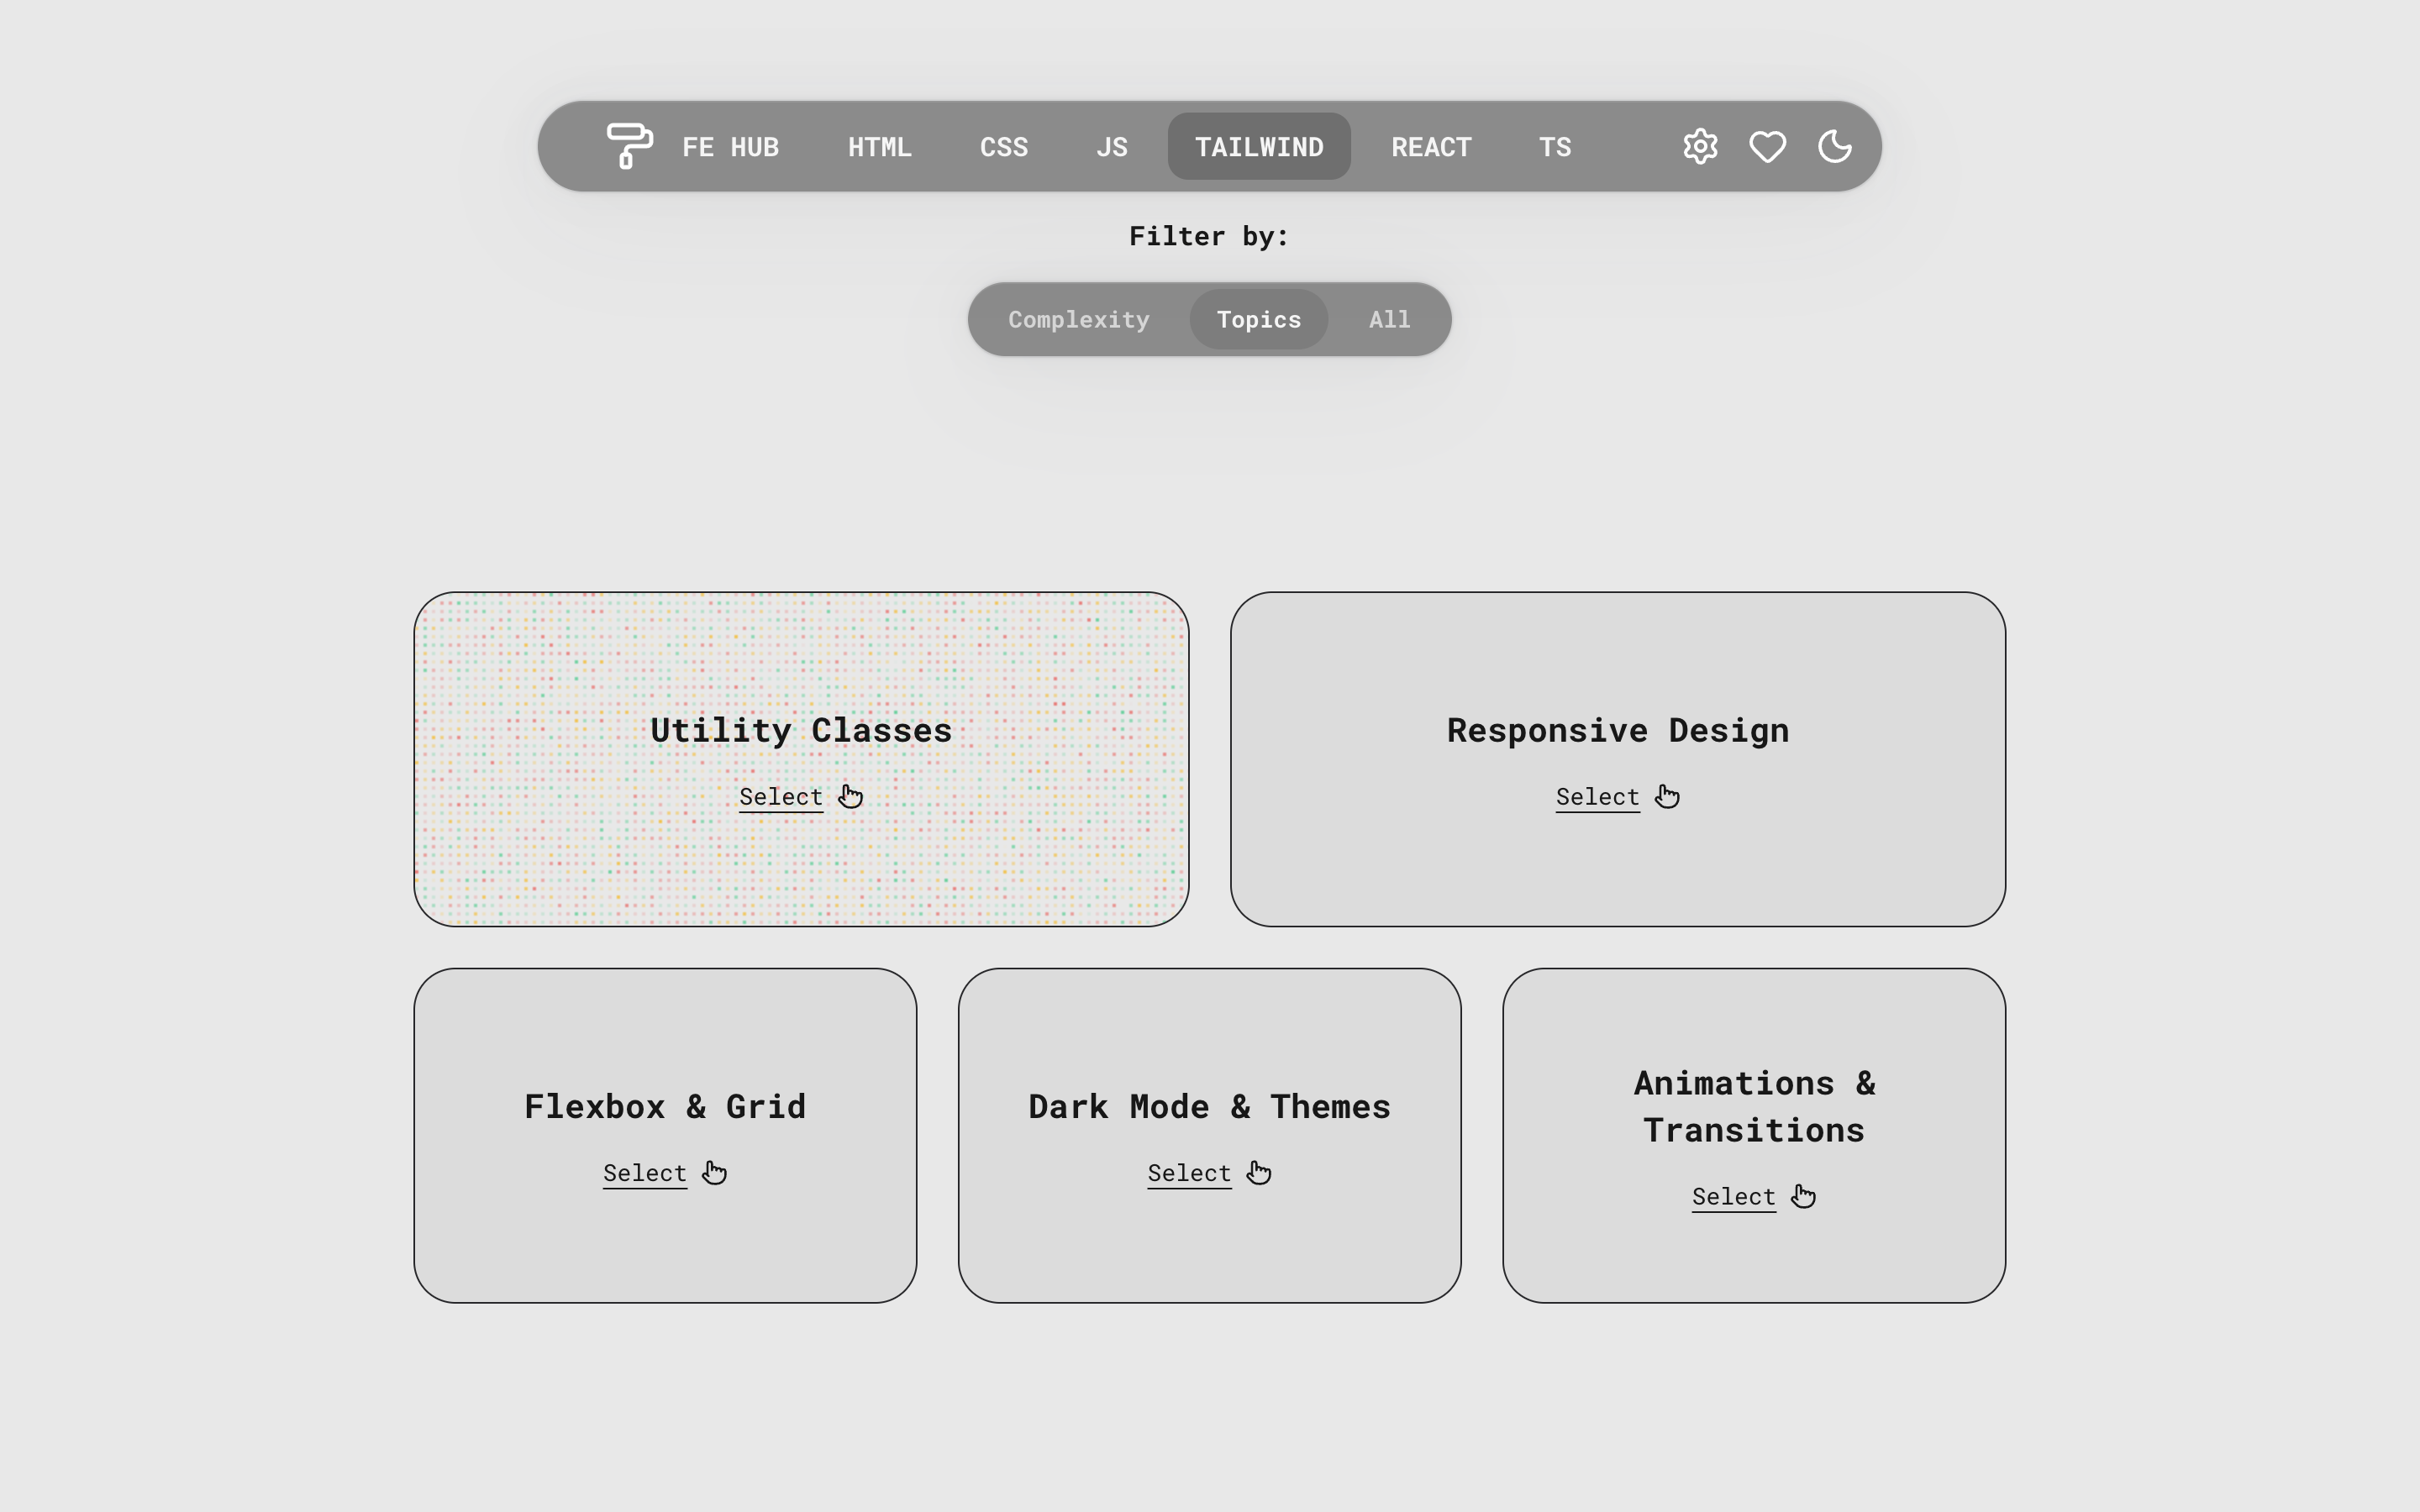 FE HUB HTML CSS JS TAILWIND REACT TS
Filter by:
Complexity Topics All
Utility Classes
Select
Responsive Design
Select
Flexbox & Grid
Select
Dark Mode & Themes
Select
Animations &
Transitions
Select